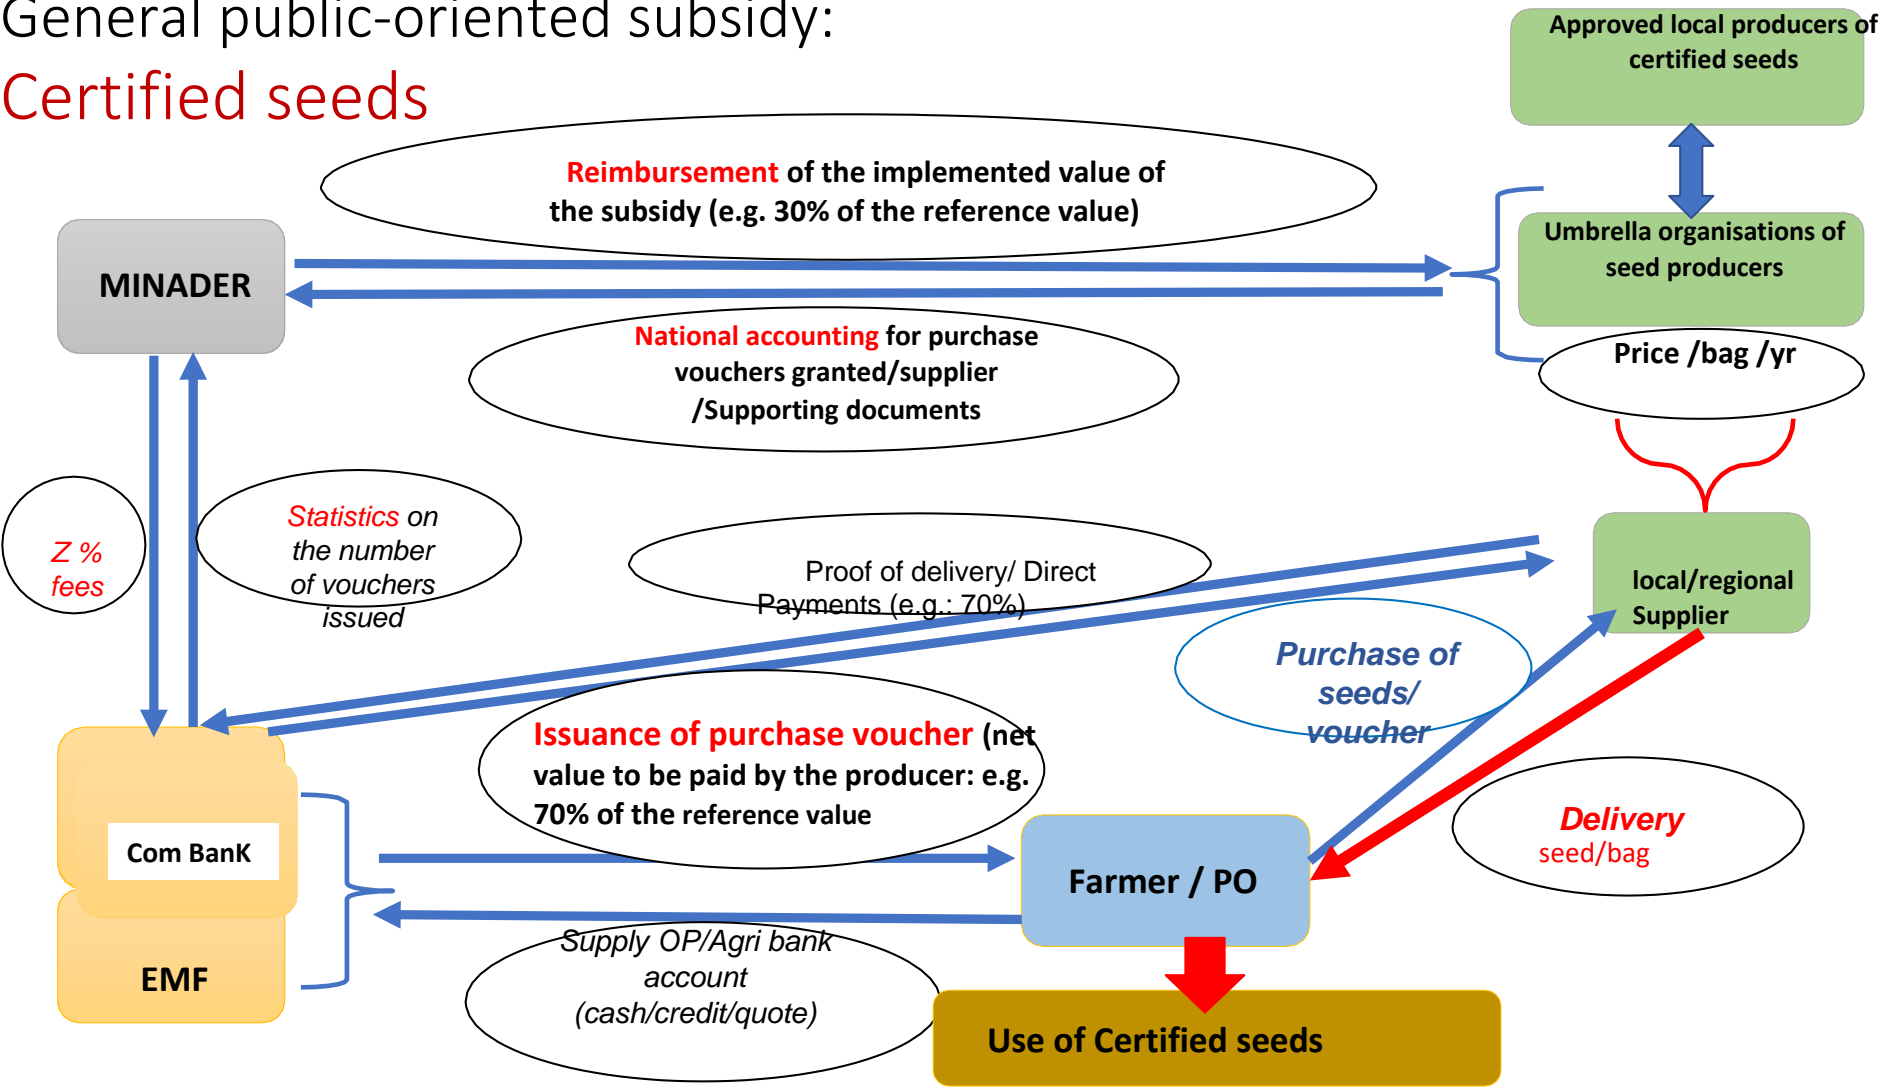 General public-oriented subsidy:
Certified seeds
Approved local producers of
certified seeds
Reimbursement of the implemented value of
the subsidy (e.g. 30% of the reference value)
MINADER
Umbrella organisations of
seed producers
National accounting for purchase
vouchers granted/supplier
/Supporting documents
Price /bag /yr
Z %
fees
Statistics on
the number
of vouchers
issued
Proof of delivery/ Direct
Payments (e.g.: 70%)
local/regional
Supplier
Purchase of
seeds/
voucher
Issuance of purchase voucher (net
value to be paid by the producer: e.g.
70% of the reference value
Delivery
seed/bag
Com BanK
Farmer / PO
EMF
Supply OP/Agri bank
account
(cash/credit/quote)
Use of Certified seeds